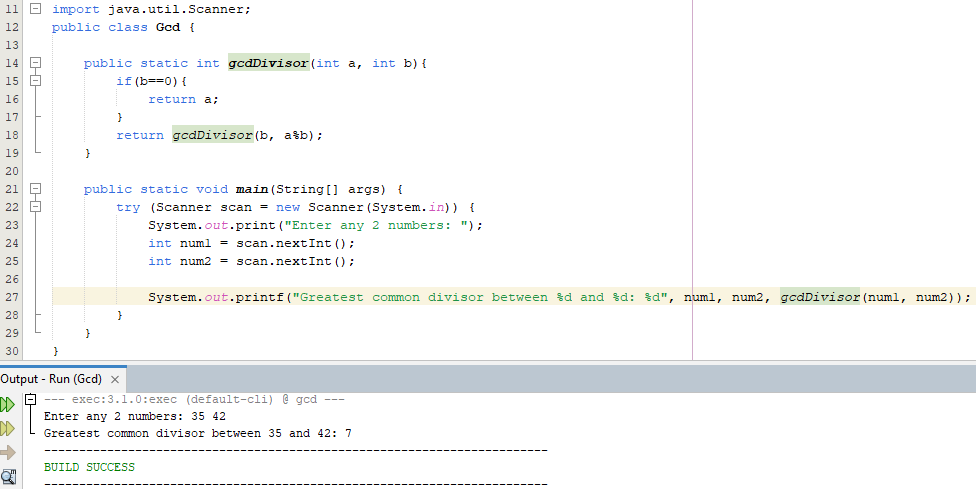 11 import java.util.Scanner;
12 public class Gcd {
13
14     public static int gcdDivisor(int a, int b){
15         if(b==0){
16             return a;
17         }
18         return gcdDivisor(b, a%b);
19     }
20
21     public static void main(String[] args) {
22         try (Scanner scan = new Scanner(System.in)) {
23             System.out.print("Enter any 2 numbers: ");
24             int num1 = scan.nextInt();
25             int num2 = scan.nextInt();
26
27             System.out.printf("Greatest common divisor between %d and %d: %d", num1, num2, gcdDivisor(num1, num2));
28         }
29     }
30 }
Output - Run (Gcd) ×
--- exec:3.1.0:exec (default-cli) @ gcd ---
Enter any 2 numbers: 35 42
Greatest common divisor between 35 and 42: 7
------------------------------------------------------------------------
BUILD SUCCESS
------------------------------------------------------------------------